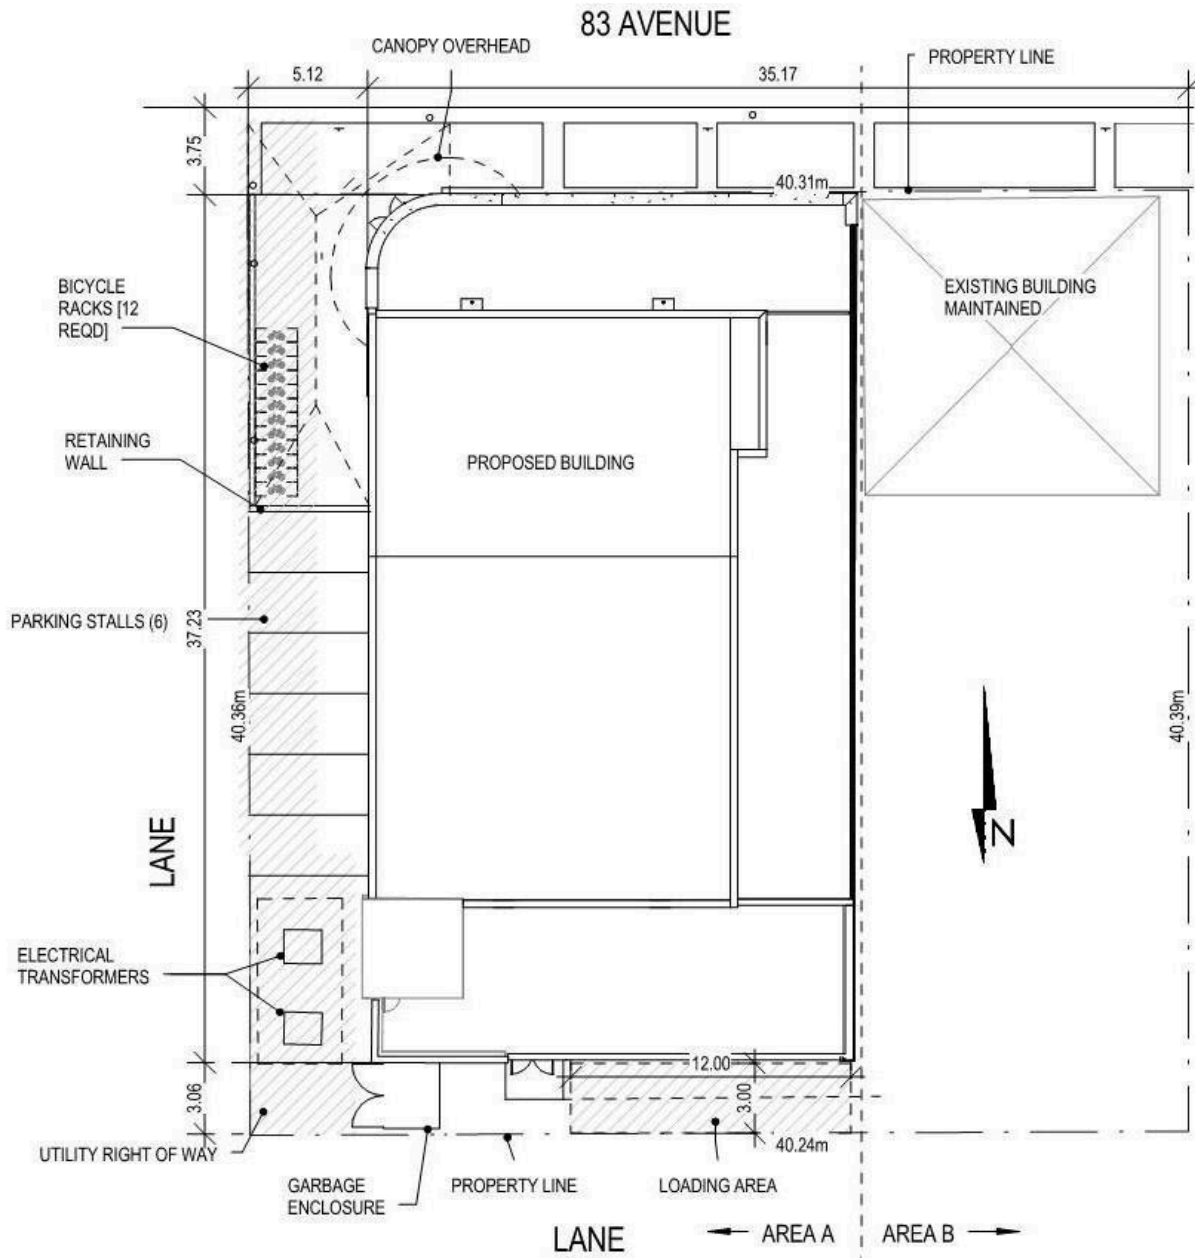 83 AVENUE
CANOPY OVERHEAD
PROPERTY LINE
5.12
35.17
3.75
40.31m
BICYCLE
RACKS [12
REQD]
EXISTING BUILDING
MAINTAINED
RETAINING
WALL
PROPOSED BUILDING
PARKING STALLS (6)
37.23
40.36m
40.39m
N
LANE
ELECTRICAL
TRANSFORMERS
12.00
3.06
3.00
UTILITY RIGHT OF WAY
40.24m
GARBAGE
ENCLOSURE
PROPERTY LINE
LOADING AREA
LANE
AREA A
AREA B